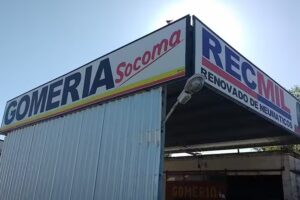 GOMERIA Socoma
RECMIL
RENOVADO DE NEUMATICOS
GOMERIA